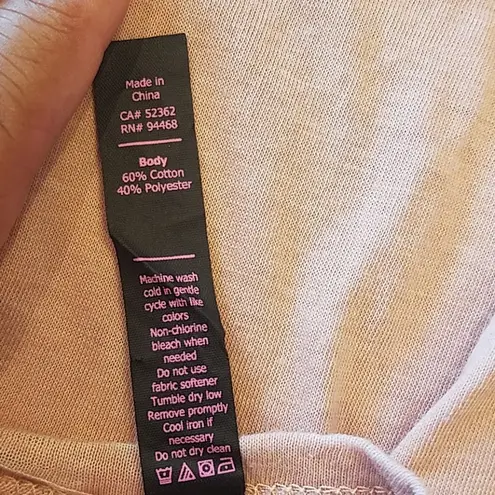 Made in
China
CA# 52362
RN# 94468
Body
60% Cotton
40% Polyester
Machine wash
cold in gentle
cycle with like
colors
Non-chlorine
bleach when
needed
Do not use
fabric softener
Tumble dry low
Remove promptly
Cool iron if
necessary
Do not dry clean